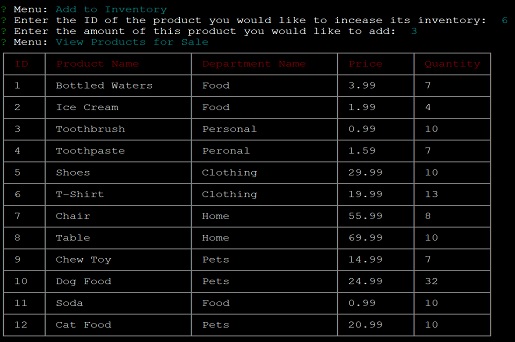 ? Menu: Add to Inventory
? Enter the ID of the product you would like to incease its inventory: 6
? Enter the amount of this product you would like to add: 3
? Menu: View Products for Sale
ID Product Name Department Name Price Quantity
1 Bottled Waters Food 3.99 7
2 Ice Cream Food 1.99 4
3 Toothbrush Personal 0.99 10
4 Toothpaste Peronal 1.59 7
5 Shoes Clothing 29.99 10
6 T-Shirt Clothing 19.99 13
7 Chair Home 55.99 8
8 Table Home 69.99 10
9 Chew Toy Pets 14.99 7
10 Dog Food Pets 24.99 32
11 Soda Food 0.99 10
12 Cat Food Pets 20.99 10